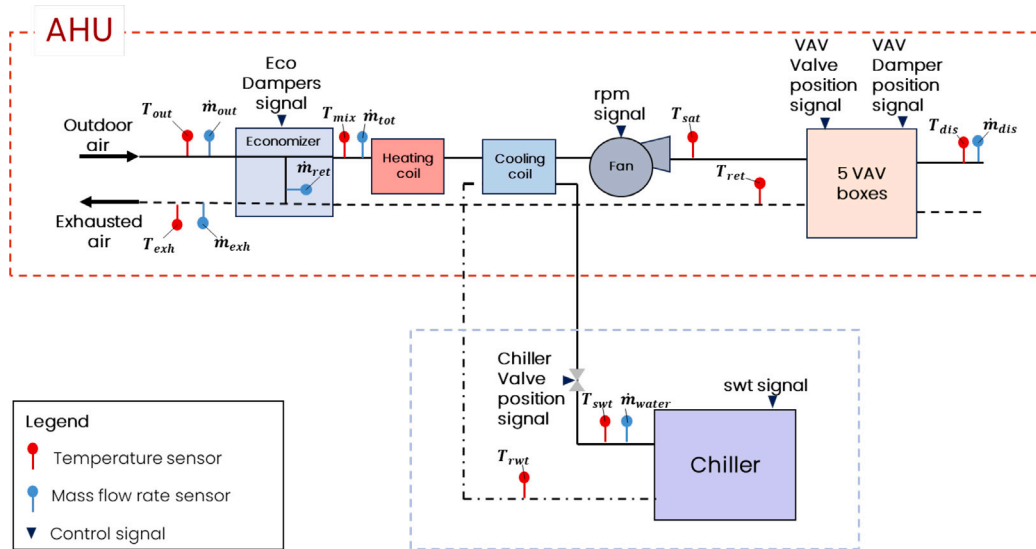 AHU
Eco
Dampers
signal
VAV
Valve
position
signal
VAV
Damper
position
signal
rpm
signal
T_out
ṁ_out
T_mix
ṁ_tot
T_sat
T_dis
ṁ_dis
Outdoor
air
Economizer
ṁ_ret
Heating
coil
Cooling
coil
Fan
T_ret
5 VAV
boxes
Exhausted
air
T_exh
ṁ_exh
Chiller
Valve
position
signal
swt signal
T_swt
ṁ_water
Chiller
T_rwt
Legend
Temperature sensor
Mass flow rate sensor
Control signal